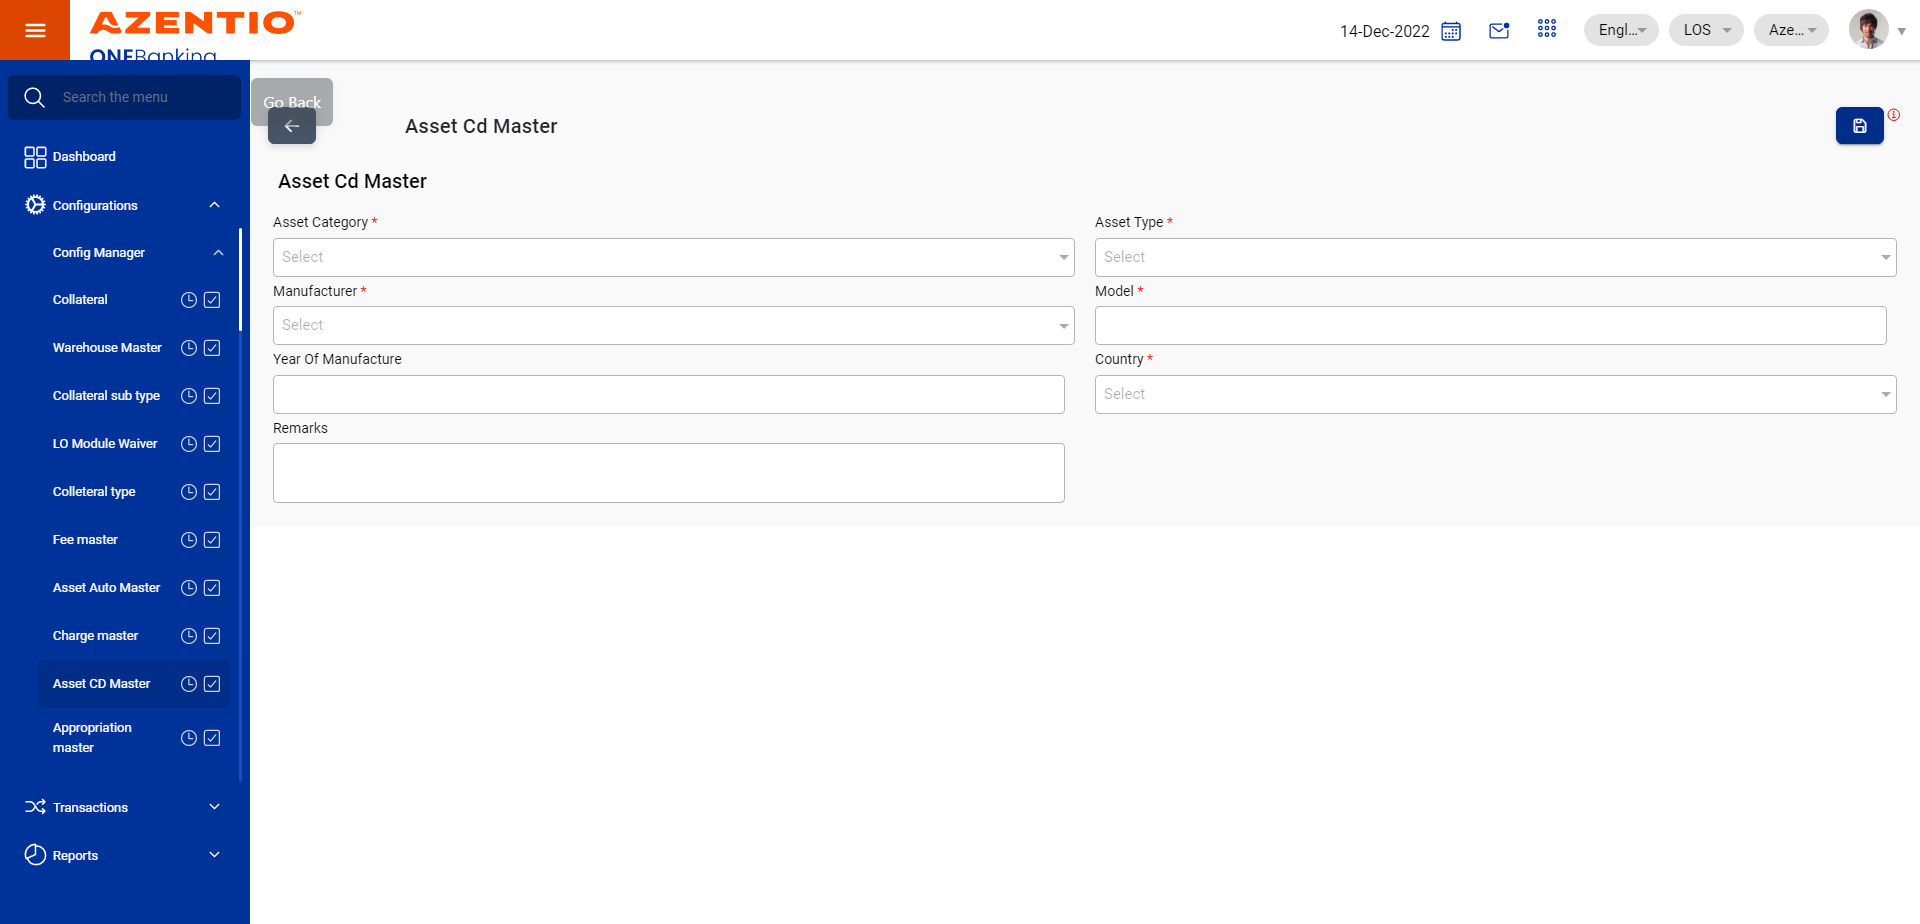 AZENTIO™
ONEBanking
14-Dec-2022
Engl...
LOS
Aze...
Search the menu
Go Back
Asset Cd Master
Dashboard
Configurations
Config Manager
Collateral
Warehouse Master
Collateral sub type
LO Module Waiver
Colleteral type
Fee master
Asset Auto Master
Charge master
Asset CD Master
Appropriation
master
Transactions
Reports
Asset Cd Master
Asset Category *
Select
Asset Type *
Select
Manufacturer *
Select
Model *
Year Of Manufacture
Country *
Select
Remarks